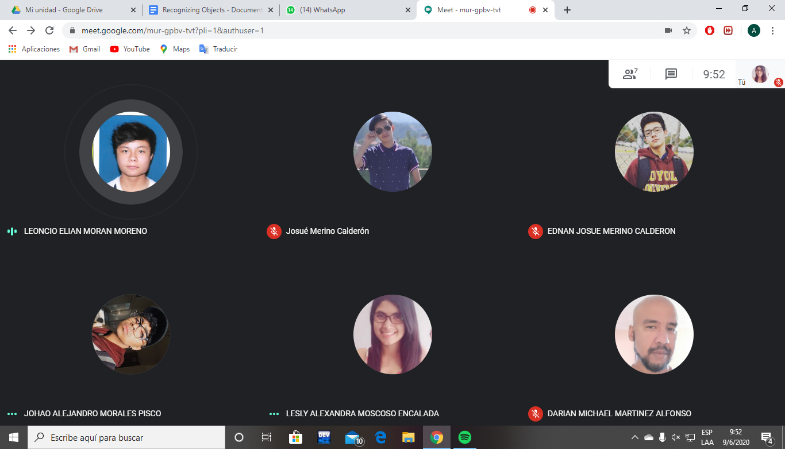 Mi unidad - Google Drive
Recognizing Objects - Document
(14) WhatsApp
Meet - mur-gpbv-tvt
meet.google.com/mur-gpbv-tvt?pli=1&authuser=1
A
Aplicaciones
Gmail
YouTube
Maps
Traducir
7
9:52
Tú
LEONCIO ELIAN MORAN MORENO
Josué Merino Calderón
EDNAN JOSUE MERINO CALDERON
JOHAO ALEJANDRO MORALES PISCO
LESLY ALEXANDRA MOSCOSO ENCALADA
DARIAN MICHAEL MARTINEZ ALFONSO
Escribe aquí para buscar
DEV
10
ESP
LAA
9:52
9/6/2020
4